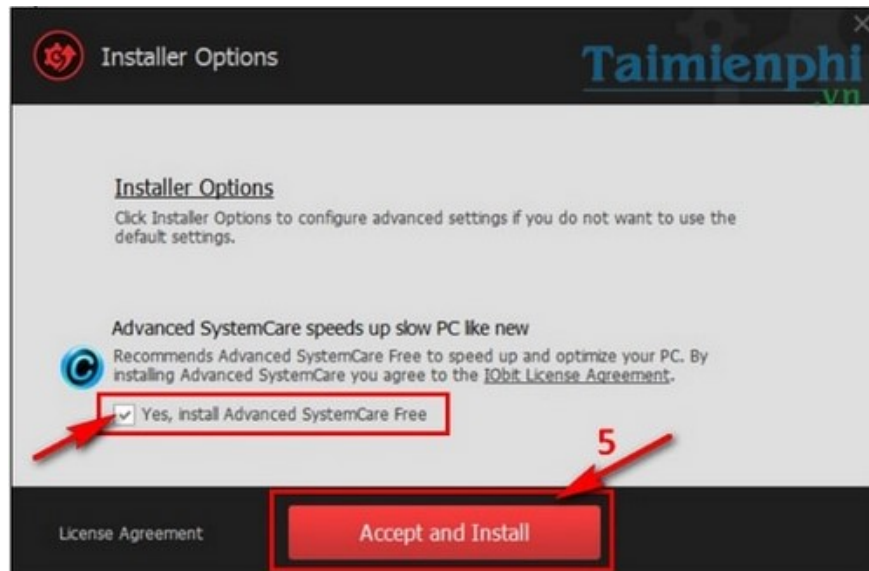 Installer Options
Taimienphi
.vn
Installer Options
Click Installer Options to configure advanced settings if you do not want to use the
default settings.
Advanced SystemCare speeds up slow PC like new
Recommends Advanced SystemCare Free to speed up and optimize your PC. By
installing Advanced SystemCare you agree to the IObit License Agreement.
Yes, install Advanced SystemCare Free
5
License Agreement
Accept and Install